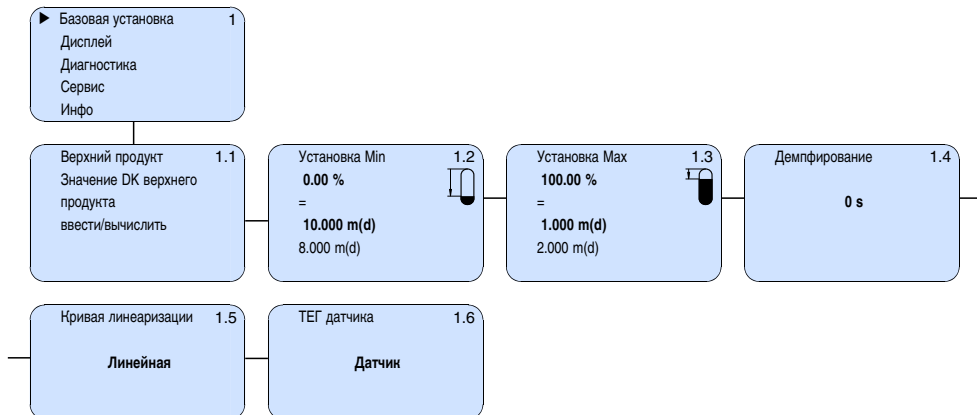 ▶ Базовая установка 1
Дисплей
Диагностика
Сервис
Инфо
Верхний продукт 1.1
Значение DK верхнего
продукта
ввести/вычислить
Установка Min 1.2
0.00 %
=
10.000 m(d)
8.000 m(d)
Установка Max 1.3
100.00 %
=
1.000 m(d)
2.000 m(d)
Демпфирование 1.4
0 s
Кривая линеаризации 1.5
Линейная
ТЕГ датчика 1.6
Датчик